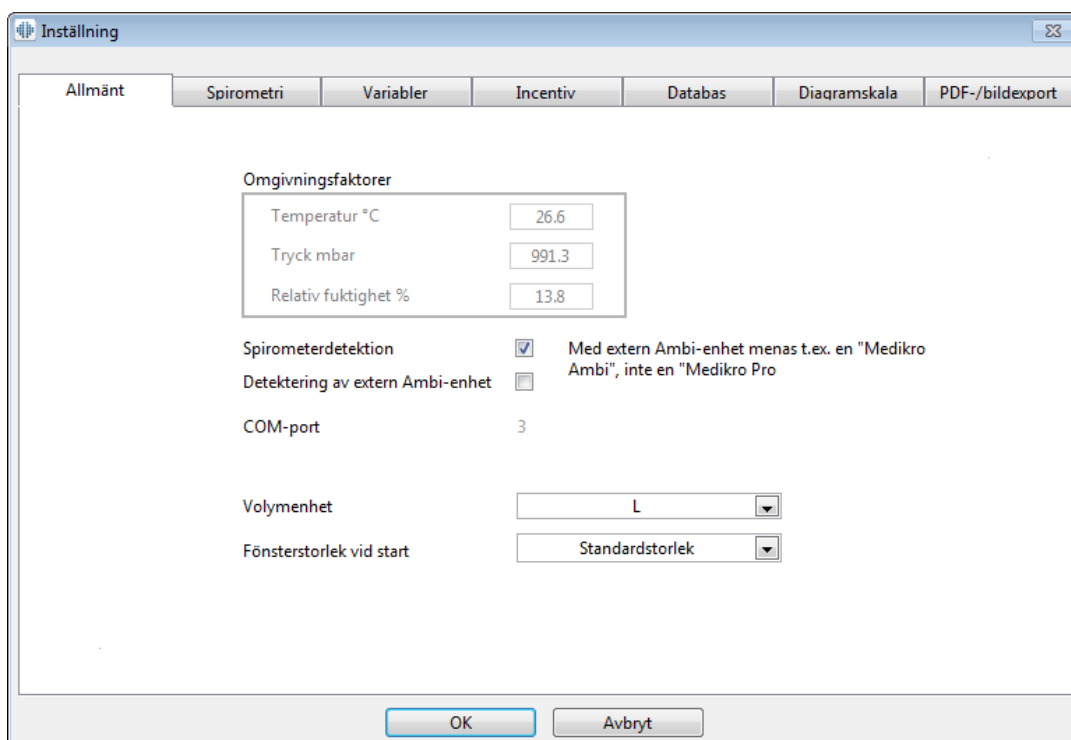 Inställning
Allmänt
Spirometri
Variabler
Incentiv
Databas
Diagramskala
PDF-/bildexport
Omgivningsfaktorer
Temperatur °C
26.6
Tryck mbar
991.3
Relativ fuktighet %
13.8
Spirometerdetektion
Med extern Ambi-enhet menas t.ex. en "Medikro
Ambi", inte en "Medikro Pro
Detektering av extern Ambi-enhet
COM-port
3
Volymenhet
L
Fönsterstorlek vid start
Standardstorlek
OK
Avbryt